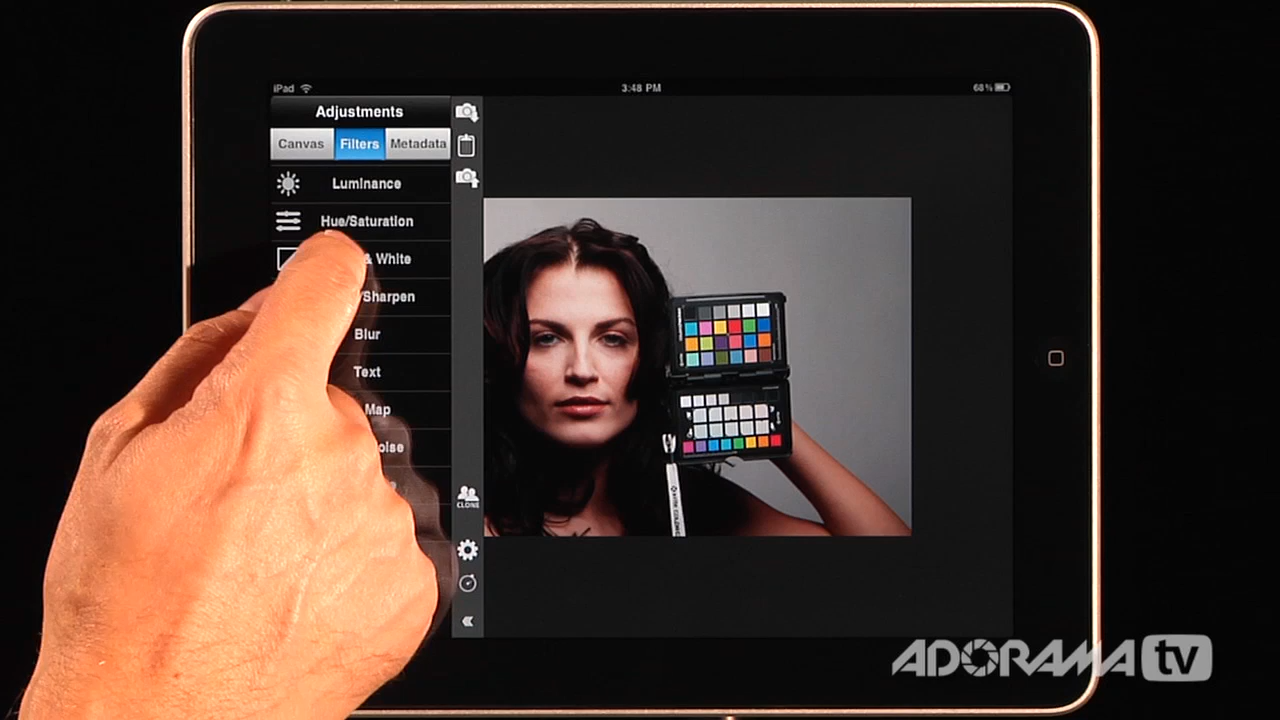 iPad
3:48 PM
68%
Adjustments
Canvas
Filters
Metadata
Luminance
Hue/Saturation
& White
/Sharpen
Blur
Text
Map
oise
CLONE
ADORAMA tv